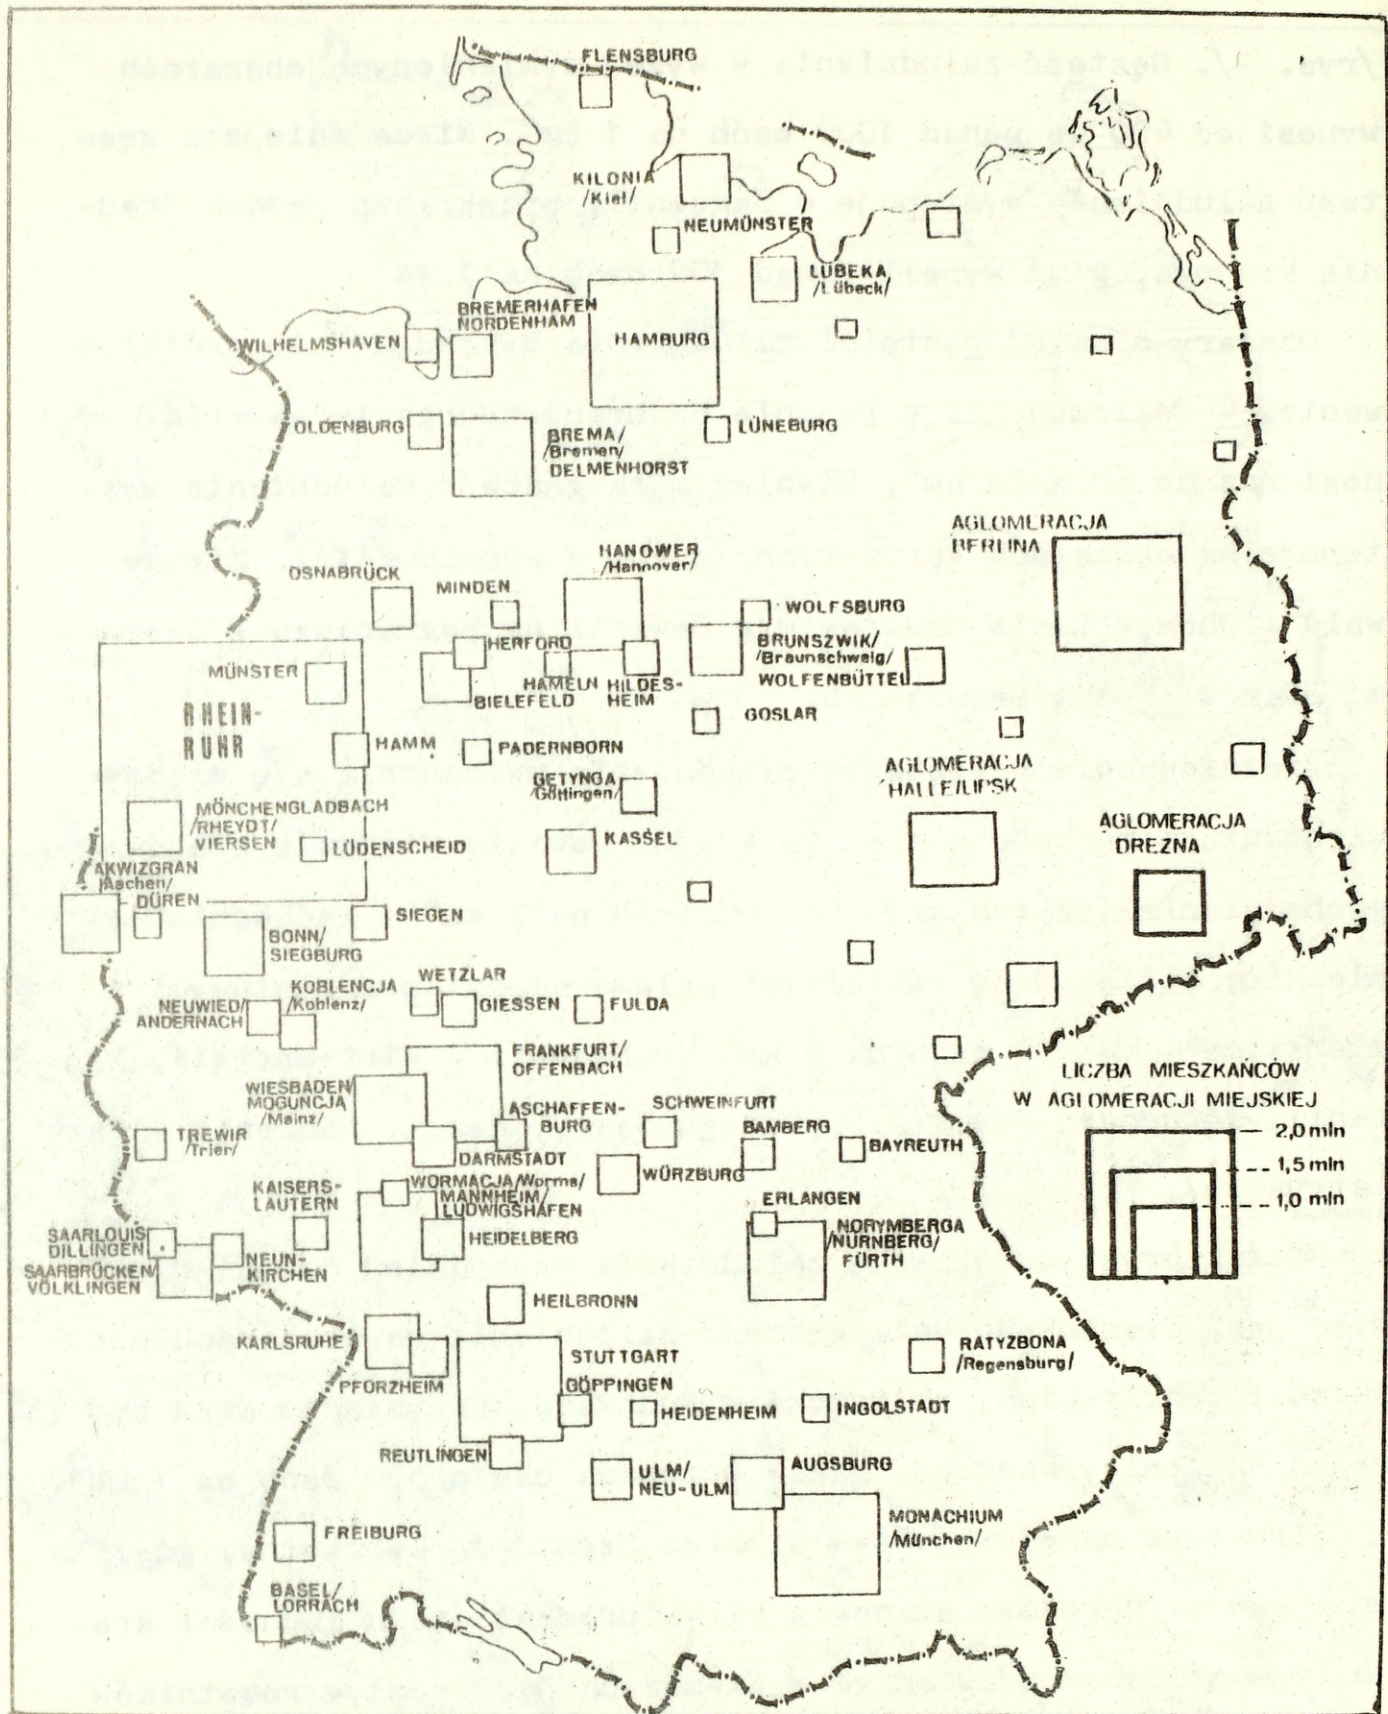 FLENSBURG
KILONIA
/Kiel/
NEUMÜNSTER
LÜBEKA
/Lübeck/
BREMERHAFEN
NORDENHAM
HAMBURG
WILHELMSHAVEN
OLDENBURG
BREMA/
/Bremen/
DELMENHORST
LÜNEBURG
AGLOMERACJA
BERLINA
HANOWER
/Hannover/
OSNABRÜCK
MINDEN
WOLFSBURG
HERFORD
BRUNSZWIK/
/Braunschweig/
WOLFENBÜTTEL
MÜNSTER
HAMELN
HILDES-
HEIM
BIELEFELD
RHEIN-
RUHR
GOSLAR
HAMM
PADERNBORN
AGLOMERACJA
HALLE/LIPSK
GETYNGA
/Göttingen/
MÖNCHENGLADBACH
/RHEYDT/
VIERSEN
LÜDENSCHEID
KASSEL
AGLOMERACJA
DREZNA
AKWIZGRAN
/Aachen/
DÜREN
SIEGEN
BONN/
SIEGBURG
WETZLAR
KOBLENCJA
/Koblenz/
NEUWIED/
ANDERNACH
GIESSEN
FULDA
FRANKFURT/
OFFENBACH
WIESBADEN
MOGUNCJA
/Mainz/
ASCHAFFEN-
BURG
SCHWEINFURT
BAMBERG
BAYREUTH
TREWIR
/Trier/
DARMSTADT
WÜRZBURG
LICZBA MIESZKAŃCÓW
W AGLOMERACJI MIEJSKIEJ
2,0 mln
1,5 mln
1,0 mln
KAISERS-
LAUTERN
WORMACJA/Worms/
MANNHEIM/
LUDWIGSHAFEN
HEIDELBERG
ERLANGEN
NORYMBERGA
/NÜRNBERG/
FÜRTH
SAARLOUIS
DILLINGEN
SAARBRÜCKEN/
VÖLKLINGEN
NEUN-
KIRCHEN
HEILBRONN
KARLSRUHE
PFORZHEIM
STUTTGART
GÖPPINGEN
RATYZBONA
/Regensburg/
HEIDENHEIM
INGOLSTADT
REUTLINGEN
ULM/
NEU-ULM
AUGSBURG
MONACHIUM
/München/
FREIBURG
BASEL/
LORRACH